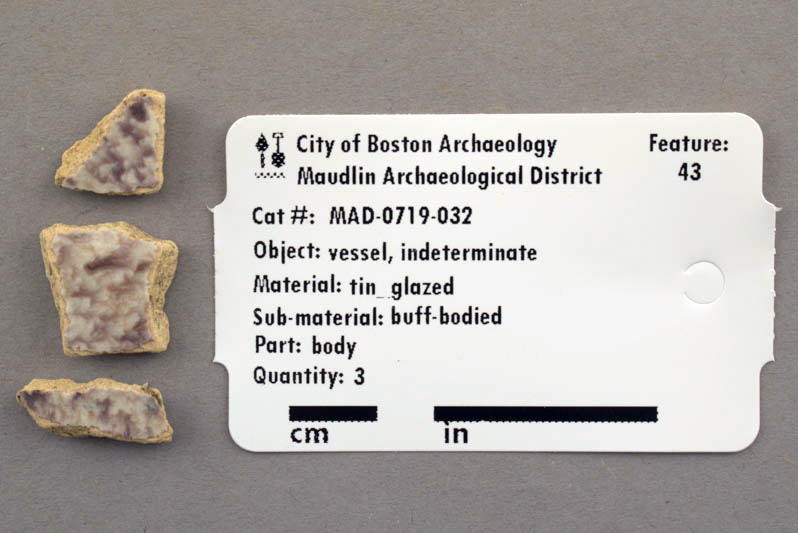 City of Boston Archaeology
Maudlin Archaeological District
Feature:
43
Cat #: MAD-0719-032
Object: vessel, indeterminate
Material: tin_glazed
Sub-material: buff-bodied
Part: body
Quantity: 3
cm in